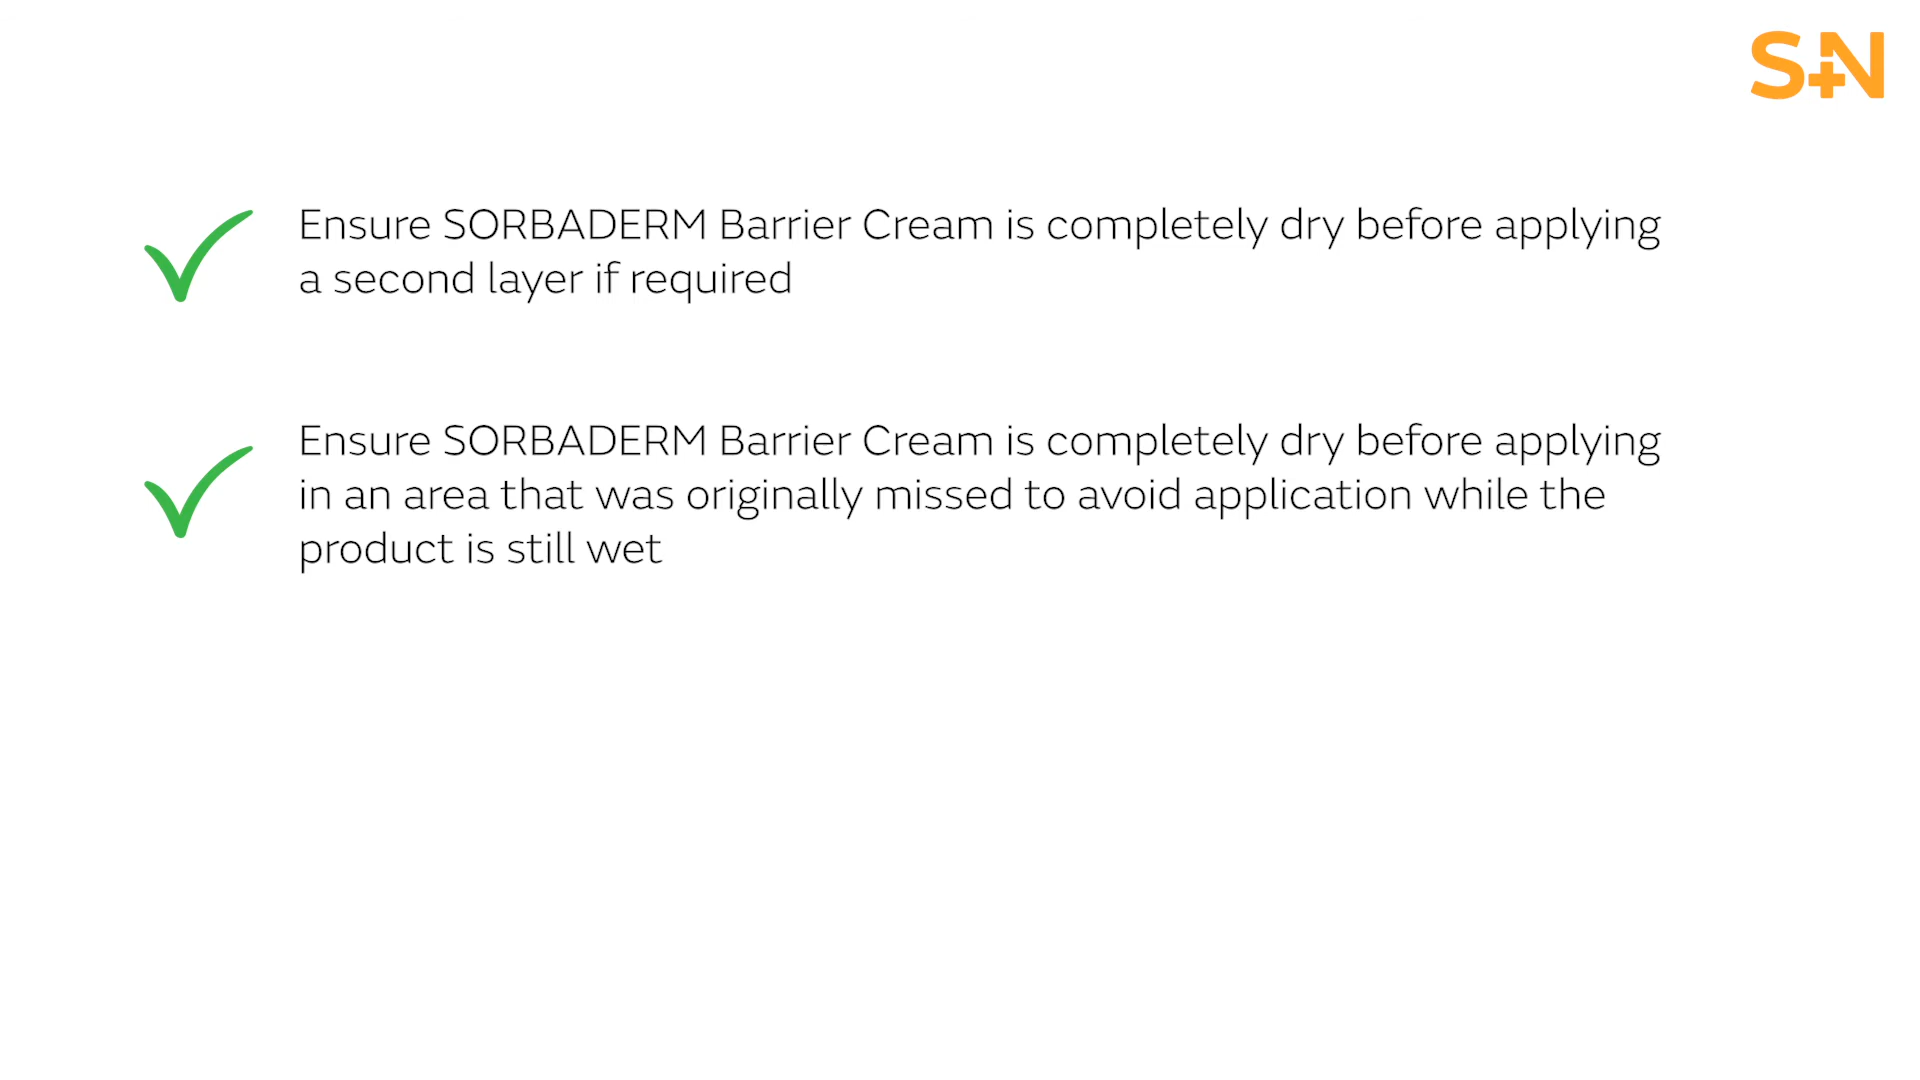 S+N
Ensure SORBADERM Barrier Cream is completely dry before applying
a second layer if required
Ensure SORBADERM Barrier Cream is completely dry before applying
in an area that was originally missed to avoid application while the
product is still wet